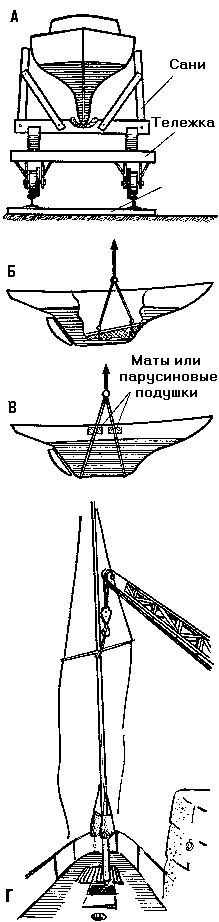 А
Сани
Тележка
Б
Маты или
парусиновые
подушки
В
Г